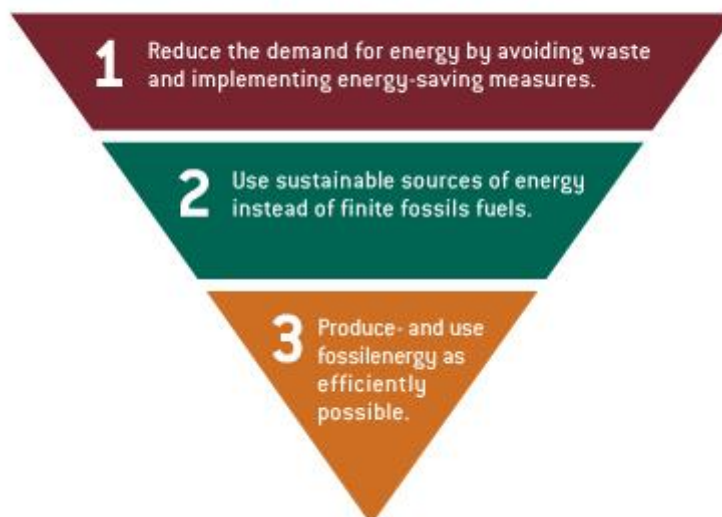 1 Reduce the demand for energy by avoiding waste
and implementing energy-saving measures.
2 Use sustainable sources of energy
instead of finite fossils fuels.
3 Produce- and use
fossilenergy as
efficiently
possible.